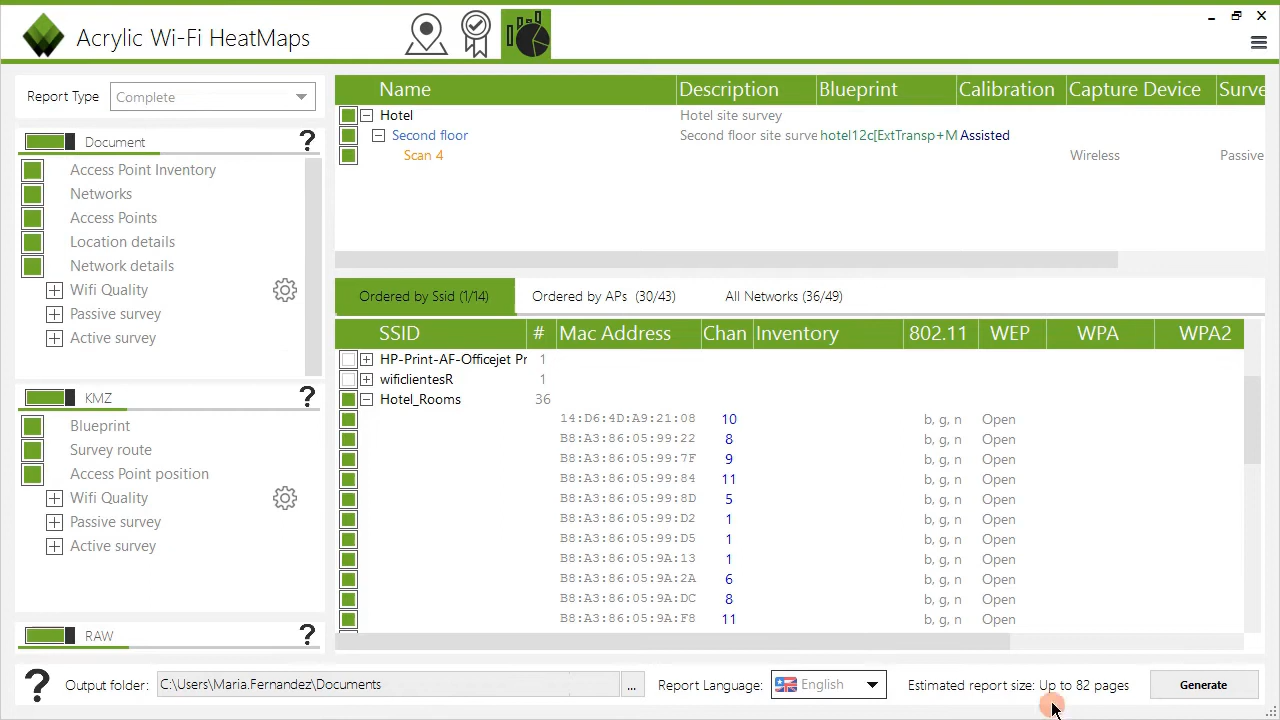 Acrylic Wi-Fi HeatMaps
Report Type Complete
Document ?
Access Point Inventory
Networks
Access Points
Location details
Network details
Wifi Quality
Passive survey
Active survey
KMZ ?
Blueprint
Survey route
Access Point position
Wifi Quality
Passive survey
Active survey
RAW ?
Name Description Blueprint Calibration Capture Device Surve
Hotel Hotel site survey
Second floor Second floor site surve hotel12c[ExtTransp+M Assisted
Scan 4 Wireless Passive
Ordered by Ssid (1/14) Ordered by APs (30/43) All Networks (36/49)
SSID # Mac Address Chan Inventory 802.11 WEP WPA WPA2
HP-Print-AF-Officejet Pr 1
wificlientesR 1
Hotel_Rooms 36
14:D6:4D:A9:21:08 10 b, g, n Open
B8:A3:86:05:99:22 8 b, g, n Open
B8:A3:86:05:99:7F 9 b, g, n Open
B8:A3:86:05:99:84 11 b, g, n Open
B8:A3:86:05:99:8D 5 b, g, n Open
B8:A3:86:05:99:D2 1 b, g, n Open
B8:A3:86:05:99:D5 1 b, g, n Open
B8:A3:86:05:9A:13 1 b, g, n Open
B8:A3:86:05:9A:2A 6 b, g, n Open
B8:A3:86:05:9A:DC 8 b, g, n Open
B8:A3:86:05:9A:F8 11 b, g, n Open
? Output folder: C:\Users\Maria.Fernandez\Documents ... Report Language: English Estimated report size: Up to 82 pages Generate